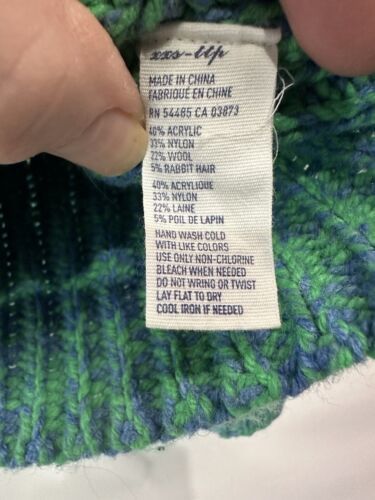 xxs-ttp
MADE IN CHINA
FABRIQUÉ EN CHINE
RN 54485 CA 03873
40% ACRYLIC
33% NYLON
22% WOOL
5% RABBIT HAIR
40% ACRYLIQUE
33% NYLON
22% LAINE
5% POIL DE LAPIN
HAND WASH COLD
WITH LIKE COLORS
USE ONLY NON-CHLORINE
BLEACH WHEN NEEDED
DO NOT WRING OR TWIST
LAY FLAT TO DRY
COOL IRON IF NEEDED